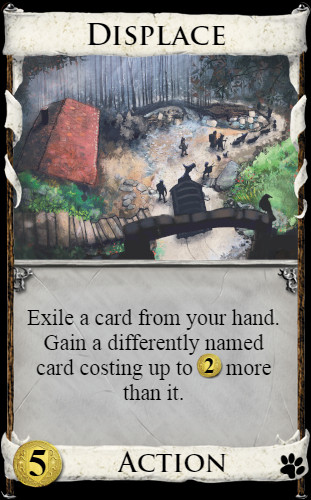 DISPLACE
Exile a card from your hand.
Gain a differently named
card costing up to 2 more
than it.
5 ACTION